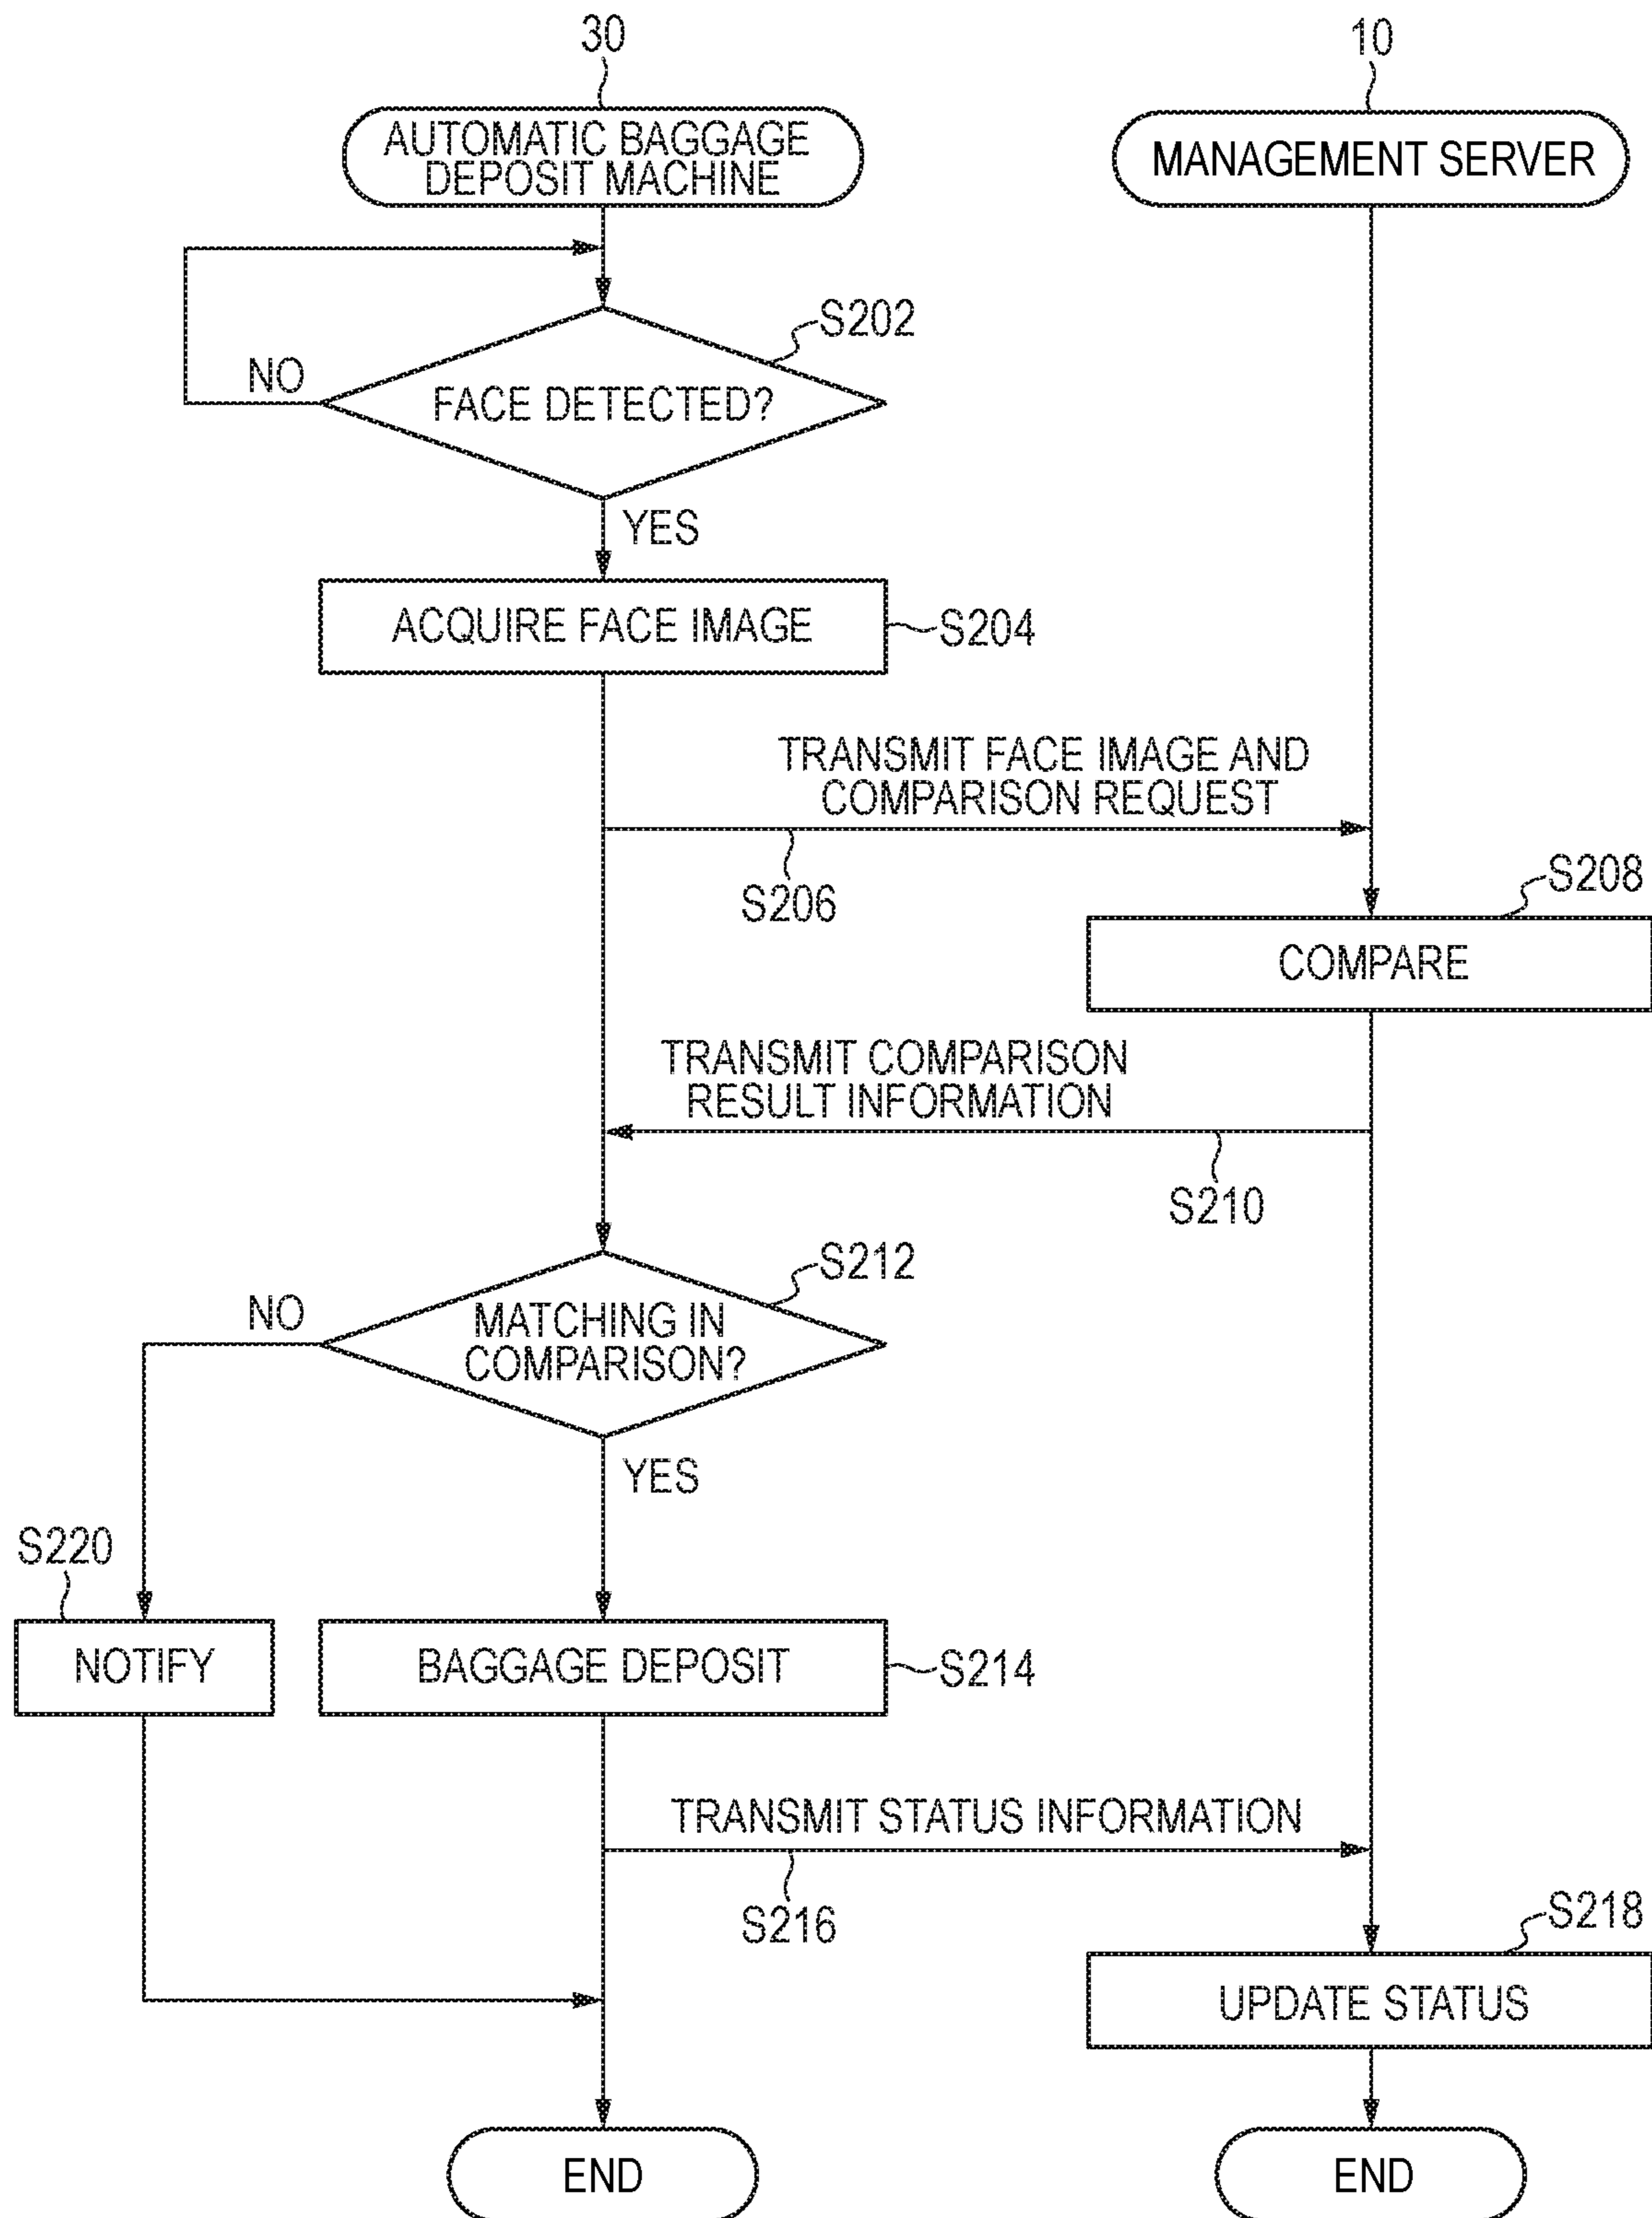 30
10
AUTOMATIC BAGGAGE
DEPOSIT MACHINE
MANAGEMENT SERVER
S202
NO
FACE DETECTED?
YES
ACQUIRE FACE IMAGE
S204
TRANSMIT FACE IMAGE AND
COMPARISON REQUEST
S206
S208
COMPARE
TRANSMIT COMPARISON
RESULT INFORMATION
S210
S212
NO
MATCHING IN
COMPARISON?
YES
S220
NOTIFY
BAGGAGE DEPOSIT
S214
TRANSMIT STATUS INFORMATION
S216
S218
UPDATE STATUS
END
END